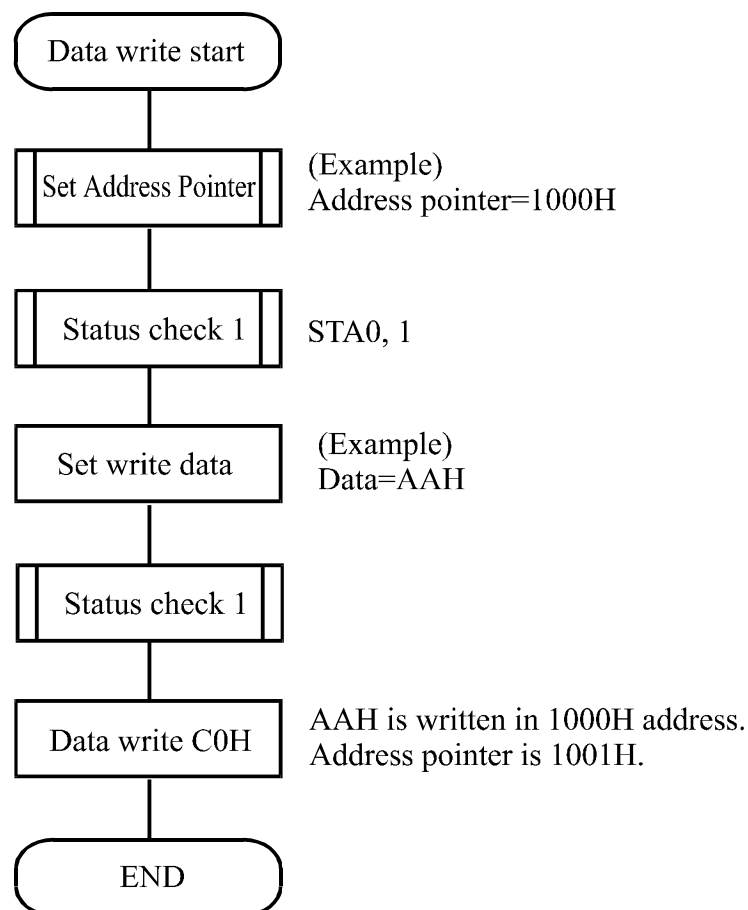 Data write start
Set Address Pointer
(Example)
Address pointer=1000H
Status check 1
STA0, 1
Set write data
(Example)
Data=AAH
Status check 1
Data write C0H
AAH is written in 1000H address.
Address pointer is 1001H.
END